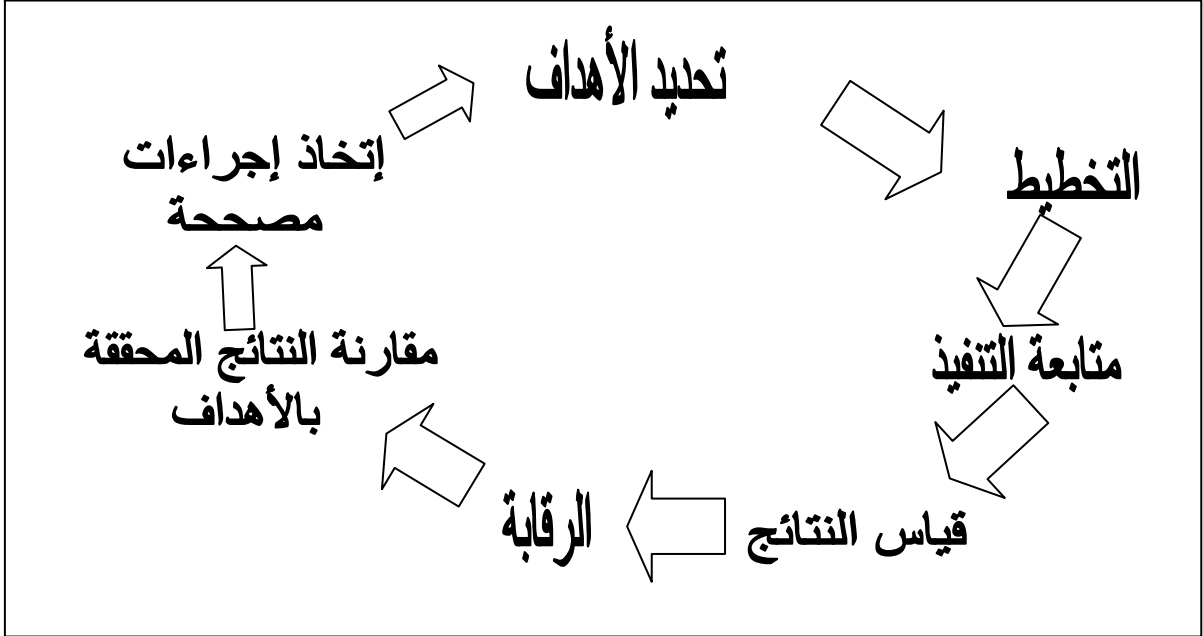 تحديد الأهداف
التخطيط
متابعة التنفيذ
قياس النتائج
الرقابة
مقارنة النتائج المحققة
بالأهداف
إتخاذ إجراءات
مصححة